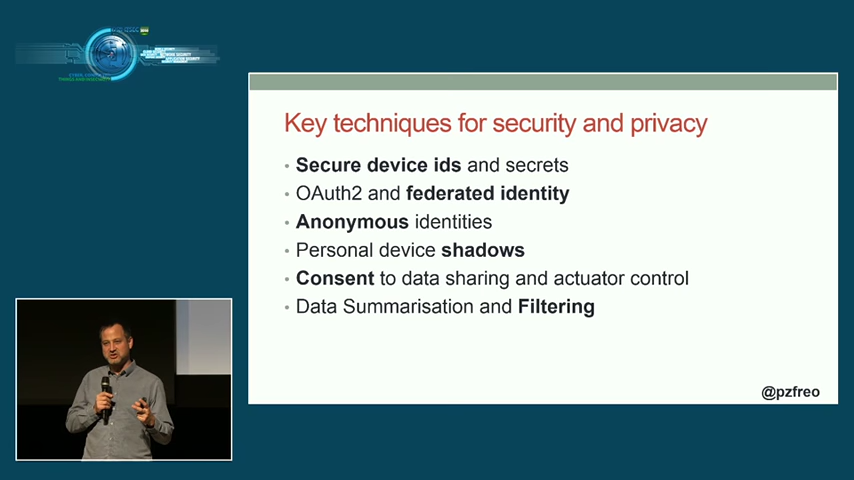 Key techniques for security and privacy
• Secure device ids and secrets
• OAuth2 and federated identity
• Anonymous identities
• Personal device shadows
• Consent to data sharing and actuator control
• Data Summarisation and Filtering
@pzfreo